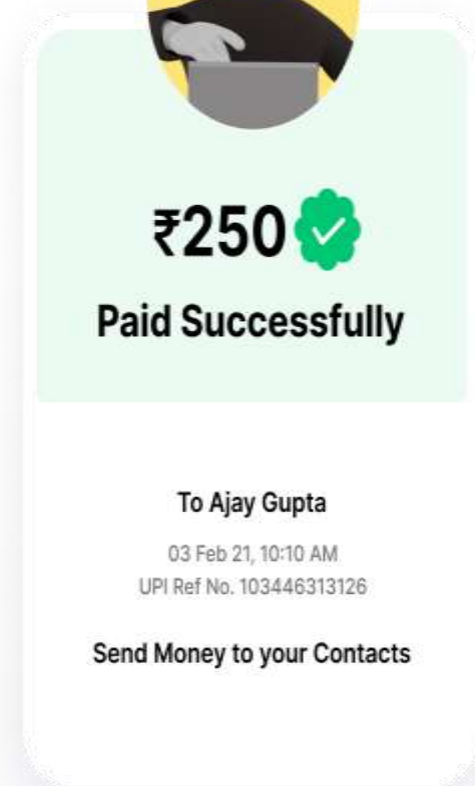 ₹250
Paid Successfully
To Ajay Gupta
03 Feb 21, 10:10 AM
UPI Ref No. 103446313126
Send Money to your Contacts